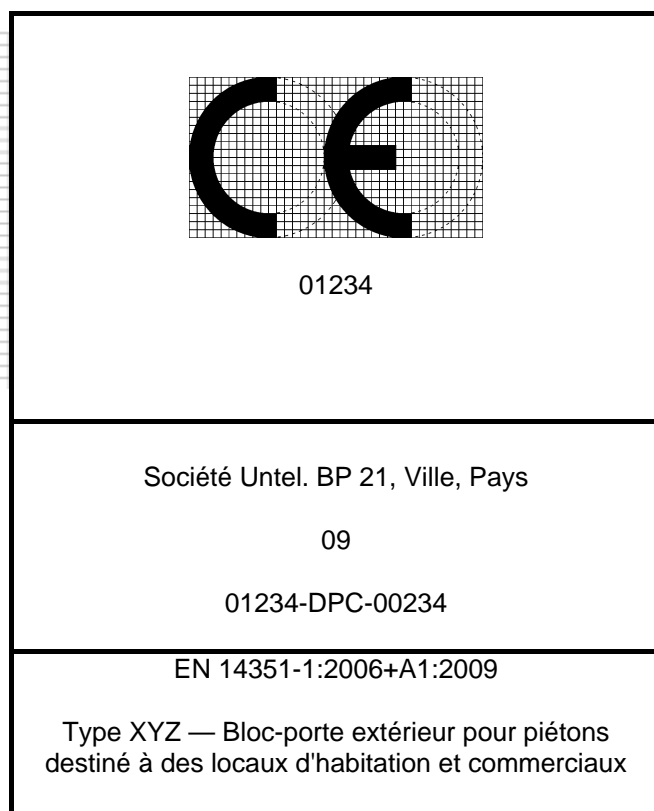 CE
01234
Société Untel. BP 21, Ville, Pays
09
01234-DPC-00234
EN 14351-1:2006+A1:2009
Type XYZ — Bloc-porte extérieur pour piétons
destiné à des locaux d'habitation et commerciaux